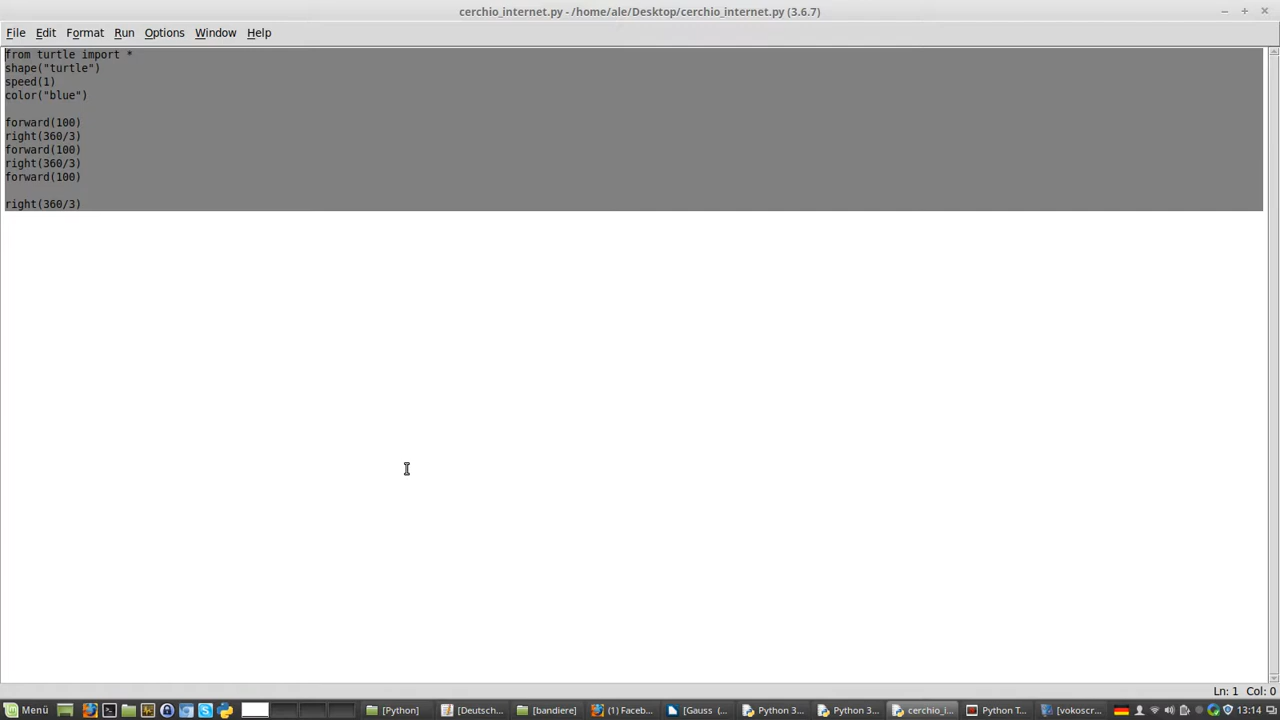 cerchio_internet.py - /home/ale/Desktop/cerchio_internet.py (3.6.7)
File Edit Format Run Options Window Help
from turtle import *
shape("turtle")
speed(1)
color("blue")
forward(100)
right(360/3)
forward(100)
right(360/3)
forward(100)
right(360/3)
Ln: 1 Col: 0
Menü [Python] [Deutsch... [bandiere] (1) Faceb... [Gauss (... Python 3... Python 3... cerchio_i... Python T... [vokoscr... 13:14